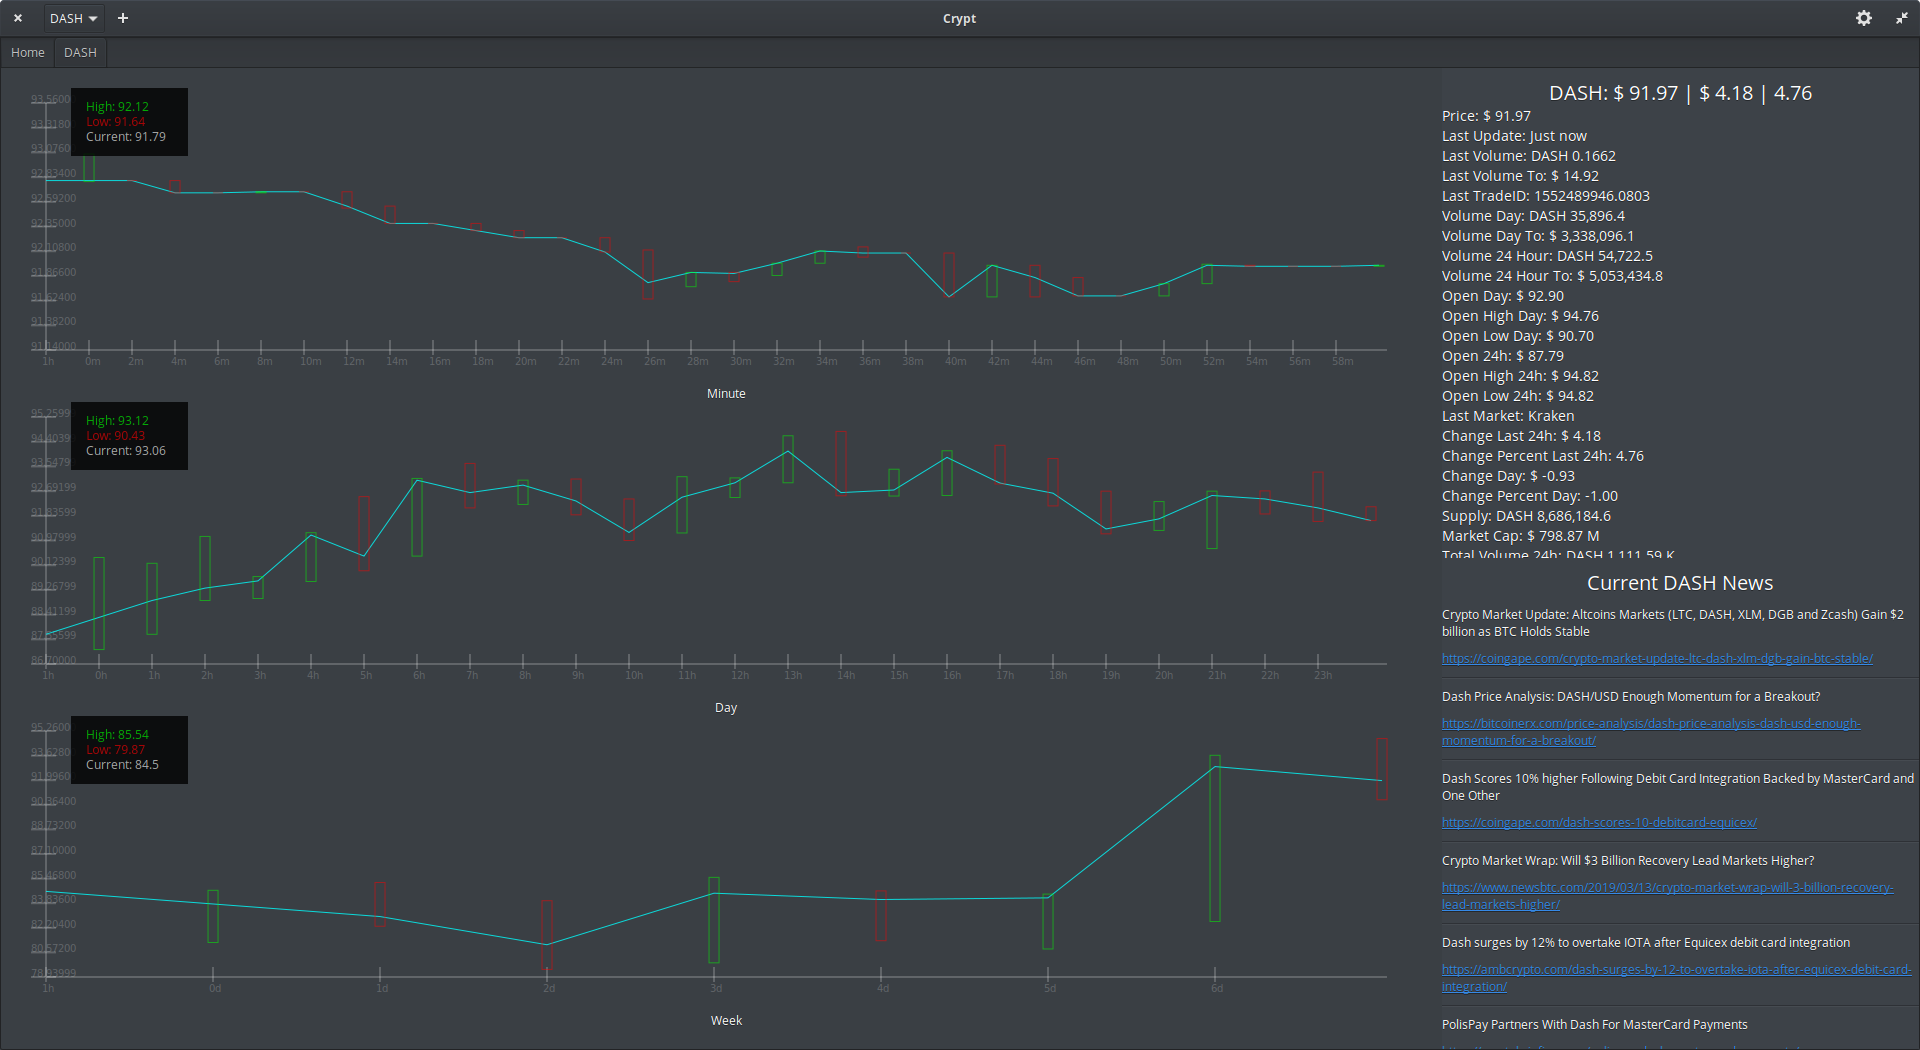 DASH
Crypt
Home
DASH
93.56000
93.31800
93.07600
92.83400
92.59200
92.35000
92.10800
91.86600
91.62400
91.38200
91.14000
High: 92.12
Low: 91.64
Current: 91.79
1h 0m 2m 4m 6m 8m 10m 12m 14m 16m 18m 20m 22m 24m 26m 28m 30m 32m 34m 36m 38m 40m 42m 44m 46m 48m 50m 52m 54m 56m 58m
Minute
95.25999
94.40399
93.54799
92.69199
91.83599
90.97999
90.12399
89.26799
88.41199
87.55599
86.70000
High: 93.12
Low: 90.43
Current: 93.06
1h 0h 1h 2h 3h 4h 5h 6h 7h 8h 9h 10h 11h 12h 13h 14h 15h 16h 17h 18h 19h 20h 21h 22h 23h
Day
95.26000
93.62800
91.99600
90.36400
88.73200
87.10000
85.46800
83.83600
82.20400
80.57200
78.93999
High: 85.54
Low: 79.87
Current: 84.5
1h 0d 1d 2d 3d 4d 5d 6d
Week
DASH: $ 91.97 | $ 4.18 | 4.76
Price: $ 91.97
Last Update: Just now
Last Volume: DASH 0.1662
Last Volume To: $ 14.92
Last TradeID: 1552489946.0803
Volume Day: DASH 35,896.4
Volume Day To: $ 3,338,096.1
Volume 24 Hour: DASH 54,722.5
Volume 24 Hour To: $ 5,053,434.8
Open Day: $ 92.90
Open High Day: $ 94.76
Open Low Day: $ 90.70
Open 24h: $ 87.79
Open High 24h: $ 94.82
Open Low 24h: $ 94.82
Last Market: Kraken
Change Last 24h: $ 4.18
Change Percent Last 24h: 4.76
Change Day: $ -0.93
Change Percent Day: -1.00
Supply: DASH 8,686,184.6
Market Cap: $ 798.87 M
Total Volume 24h: DASH 1,111.59 K
Current DASH News
Crypto Market Update: Altcoins Markets (LTC, DASH, XLM, DGB and Zcash) Gain $2
billion as BTC Holds Stable
https://coingape.com/crypto-market-update-ltc-dash-xlm-dgb-gain-btc-stable/
Dash Price Analysis: DASH/USD Enough Momentum for a Breakout?
https://bitcoinerx.com/price-analysis/dash-price-analysis-dash-usd-enough-
momentum-for-a-breakout/
Dash Scores 10% higher Following Debit Card Integration Backed by MasterCard and
One Other
https://coingape.com/dash-scores-10-debitcard-equicex/
Crypto Market Wrap: Will $3 Billion Recovery Lead Markets Higher?
https://www.newsbtc.com/2019/03/13/crypto-market-wrap-will-3-billion-recovery-
lead-markets-higher/
Dash surges by 12% to overtake IOTA after Equicex debit card integration
https://ambcrypto.com/dash-surges-by-12-to-overtake-iota-after-equicex-debit-card-
integration/
PolisPay Partners With Dash For MasterCard Payments